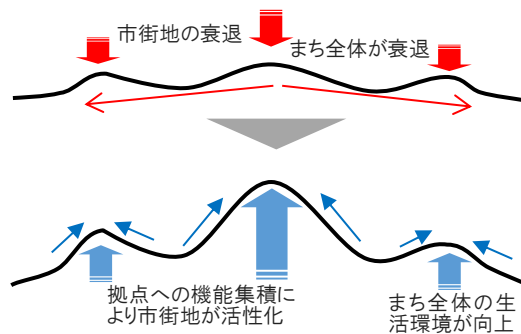 市街地の衰退
まち全体が衰退
拠点への機能集積に
より市街地が活性化
まち全体の生
活環境が向上